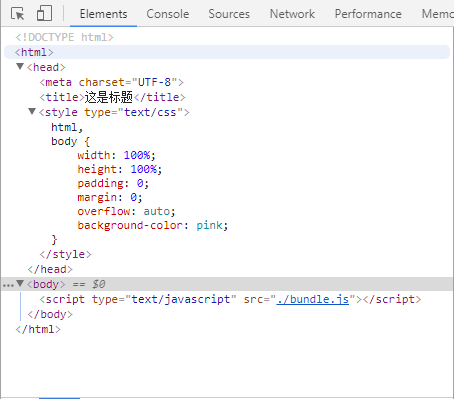 Elements Console Sources Network Performance Memo
<!DOCTYPE html>
<html>
<head>
<meta charset="UTF-8">
<title>这是标题</title>
<style type="text/css">
html,
body {
width: 100%;
height: 100%;
padding: 0;
margin: 0;
overflow: auto;
background-color: pink;
}
</style>
</head>
<body> == $0
<script type="text/javascript" src="./bundle.js"></script>
</body>
</html>